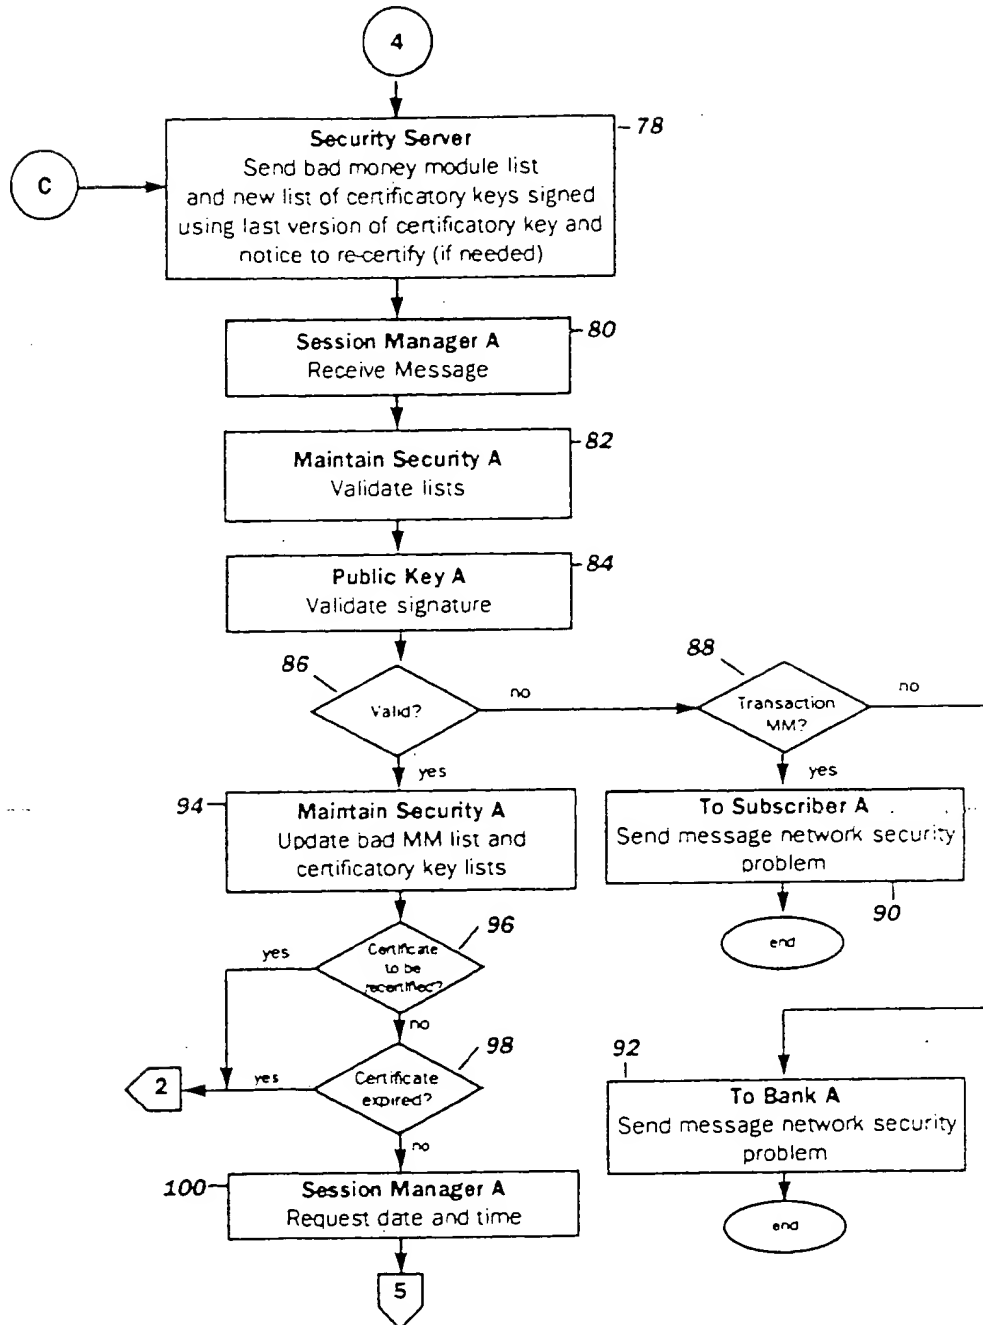 4
C
78
Security Server
Send bad money module list
and new list of certificatory keys signed
using last version of certificatory key and
notice to re-certify (if needed)
80
Session Manager A
Receive Message
82
Maintain Security A
Validate lists
84
Public Key A
Validate signature
86
Valid?
no
yes
88
Transaction
MM?
no
yes
94
Maintain Security A
Update bad MM list and
certificatory key lists
To Subscriber A
Send message network security
problem
90
end
96
Certificate
to be
recertified?
yes
no
98
Certificate
expired?
yes
2
no
92
To Bank A
Send message network security
problem
end
100
Session Manager A
Request date and time
5